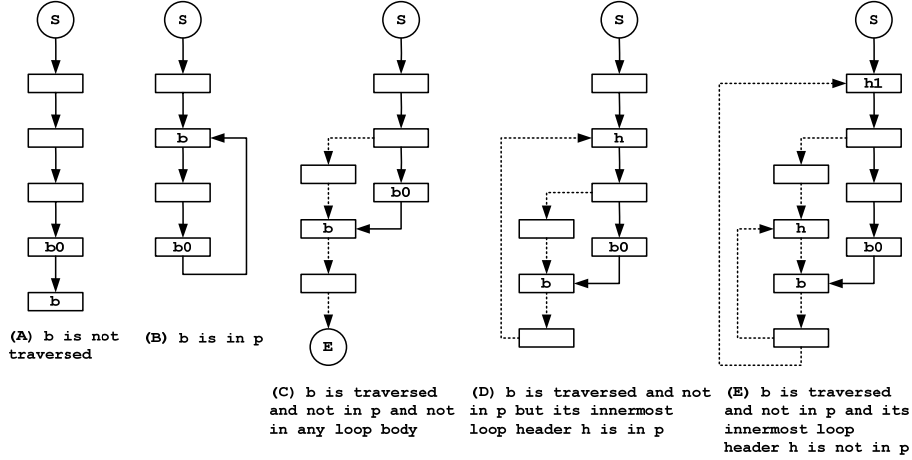 S
b0
b
(A) b is not
traversed
S
b
b0
(B) b is in p
S
b0
b
E
(C) b is traversed
and not in p and not
in any loop body
S
h
b0
b
(D) b is traversed and not
in p but its innermost
loop header h is in p
S
h1
h
b0
b
(E) b is traversed
and not in p and its
innermost loop
header h is not in p